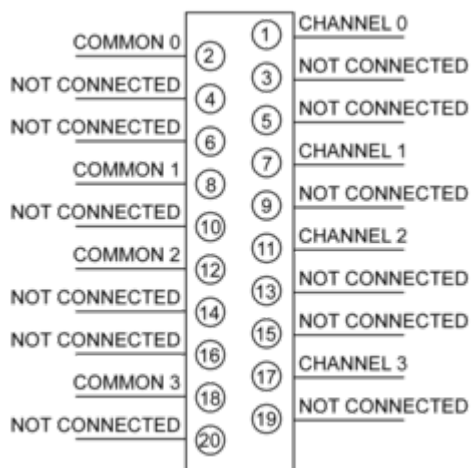 CHANNEL 0
1
COMMON 0
2
NOT CONNECTED
3
NOT CONNECTED
4
NOT CONNECTED
5
NOT CONNECTED
6
CHANNEL 1
7
COMMON 1
8
NOT CONNECTED
9
NOT CONNECTED
10
CHANNEL 2
11
COMMON 2
12
NOT CONNECTED
13
NOT CONNECTED
14
NOT CONNECTED
15
NOT CONNECTED
16
CHANNEL 3
17
COMMON 3
18
NOT CONNECTED
19
NOT CONNECTED
20